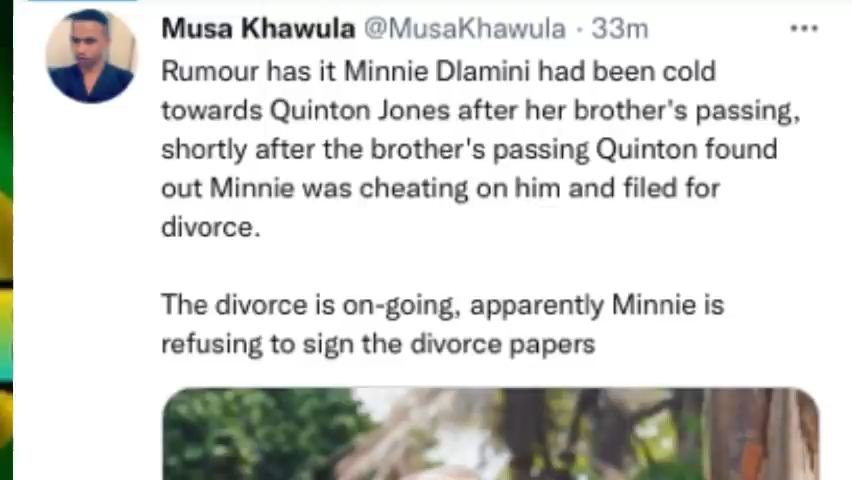 Musa Khawula @MusaKhawula · 33m
Rumour has it Minnie Dlamini had been cold
towards Quinton Jones after her brother's passing,
shortly after the brother's passing Quinton found
out Minnie was cheating on him and filed for
divorce.
The divorce is on-going, apparently Minnie is
refusing to sign the divorce papers